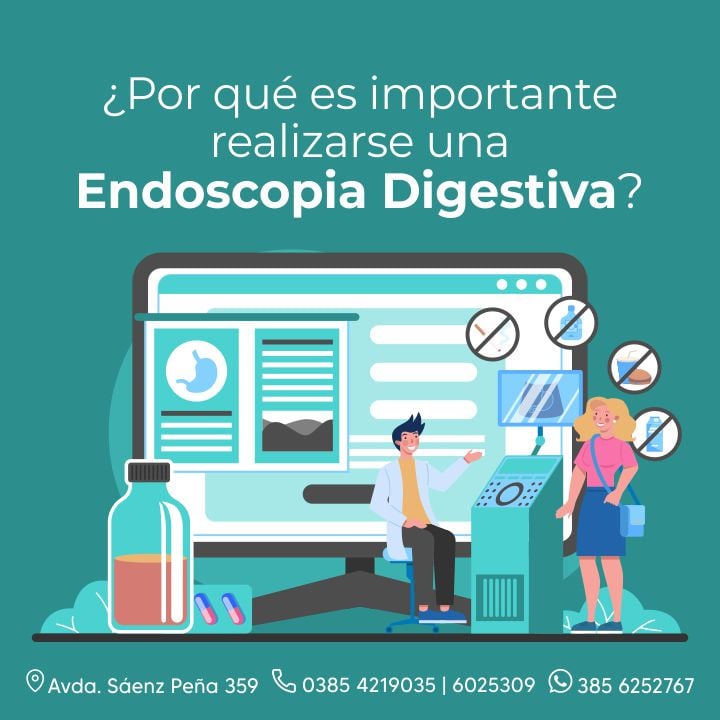 ¿Por qué es importante
realizarse una
Endoscopia Digestiva?
Avda. Sáenz Peña 359 0385 4219035 | 6025309 385 6252767